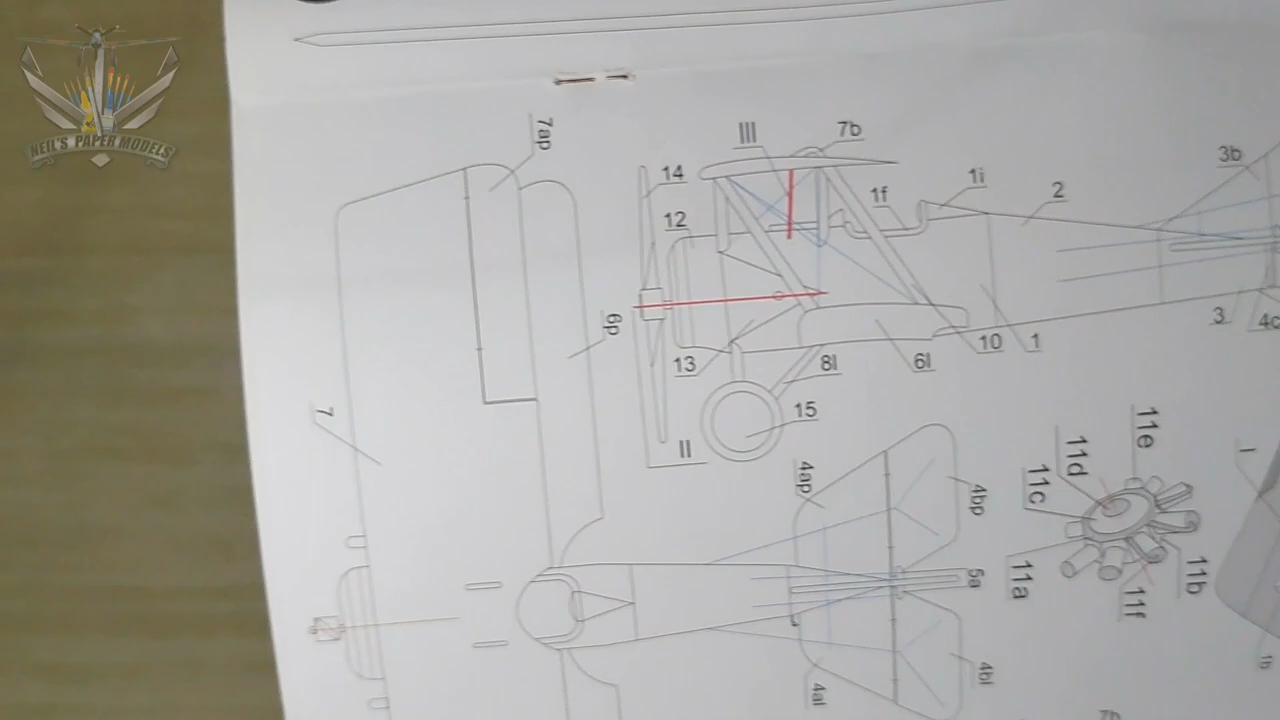 NEIL'S PAPER MODELS
7ap
III
7b
14
1i
1f
2
3b
12
6p
13
8l
6l
10
1
3
4c
15
7
II
4ap
4bp
11e
11d
11c
I
11a
5a
11b
11f
4al
4bl
1b